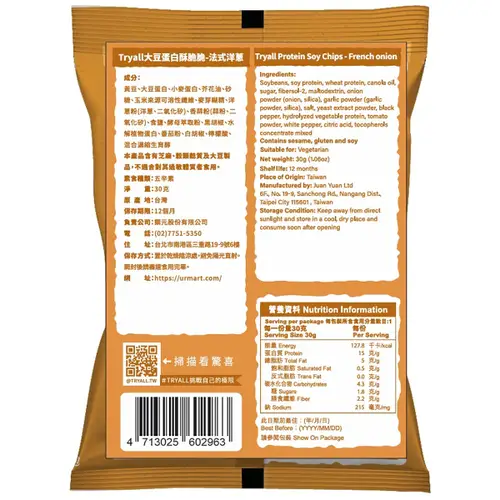 Tryall大豆蛋白酥脆脆-法式洋蔥
成分：
黃豆、大豆蛋白、小麥蛋白、芥花油、砂
糖、玉米來源可溶性纖維、麥芽糊精、洋
蔥粉(洋蔥、二氧化矽)、香蒜粉(蒜粉、二
氧化矽)、食鹽、酵母萃取粉、黑胡椒、水
解植物蛋白、番茄粉、白胡椒、檸檬酸、
混合濃縮生育醇
本產品含有芝麻、穀類麩質及大豆製
品，不適合對其過敏體質者食用。
素食種類：五辛素
淨　　量：30克
原 產 地：台灣
保存期限：12個月
負責公司：娟元股份有限公司
電　　話：(02)7751-5350
住　　址：台北市南港區三重路19-9號6樓
保存方式：置於乾燥陰涼處，避免陽光直射，
開封後請儘速食用完畢。
網　　址：https://urmart.com/
Tryall Protein Soy Chips - French onion
Ingredients:
Soybeans, soy protein, wheat protein, canola oil,
sugar, fibersol-2, maltodextrin, onion
powder (onion, silica), garlic powder (garlic
powder, silica), salt, yeast extract powder, black
pepper, hydrolyzed vegetable protein, tomato
powder, white pepper, citric acid, tocopherols
concentrate mixed
Contains sesame, gluten and soy
Suitable for: Vegetarian
Net weight: 30g (1.06oz)
Shelf life: 12 months
Place of Origin: Taiwan
Manufactured by: Juan Yuan Ltd
6F., No. 19-9, Sanchong Rd., Nangang Dist.,
Taipei City 115601, Taiwan
Storage Condition: Keep away from direct
sunlight and store in a cool, dry place and
consume soon after opening
營養資料 Nutrition Information
Serving per package 每包裝所含食用分量數目:1
每一份量30克 每份
Serving Size 30g Per Serving
能量 Energy 127.8 千卡/kcal
蛋白質 Protein 15 克/g
總脂肪 Total Fat 5 克/g
飽和脂肪 Saturated Fat 0.5 克/g
反式脂肪 Trans Fat 0.0 克/g
碳水化合物 Carbohydrates 4.3 克/g
糖 Sugars 1.8 克/g
膳食纖維 Fiber 2.2 克/g
鈉 Sodium 215 毫克/mg
此日期前最佳：(年/月/日)
Best Before：(YYYY/MM/DD)
請參閱包裝 Show On Package
←掃描看驚喜
@TRYALL.TW
#TRYALL挑戰自己的極限
4 713025 602963